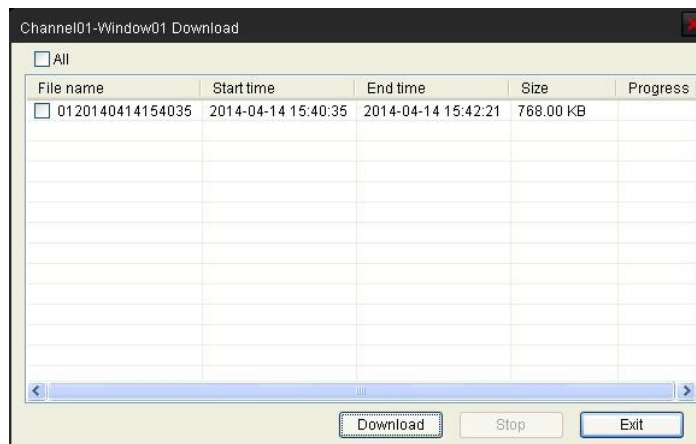 Channel01-Window01 Download
All
File name Start time End time Size Progress
0120140414154035 2014-04-14 15:40:35 2014-04-14 15:42:21 768.00 KB
Download Stop Exit